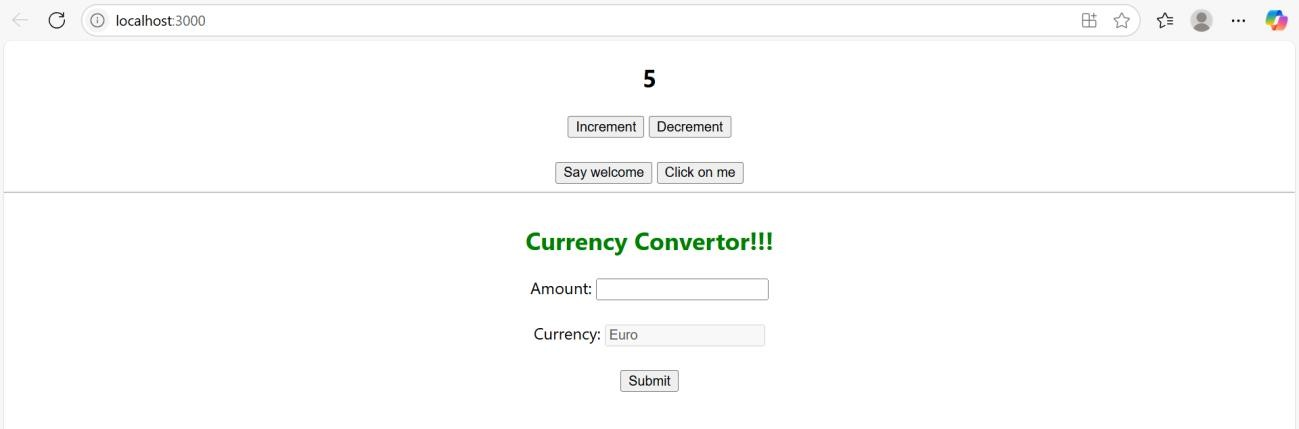 localhost:3000
5
Increment Decrement
Say welcome Click on me
Currency Convertor!!!
Amount:
Currency: Euro
Submit